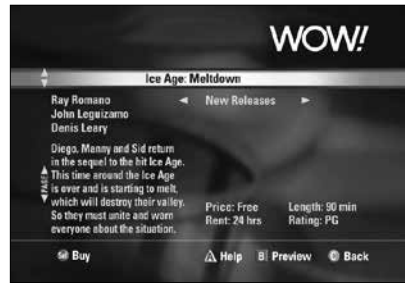 WOW!
Ice Age: Meltdown
Ray Romano
John Leguizamo
Denis Leary
New Releases
Diego, Manny and Sid return
in the sequel to the hit Ice Age.
This time around the Ice Age
is over and is starting to melt,
which will destroy their valley.
So they must unite and worn
everyone about the situation.
PAGE
Price: Free
Length: 90 min
Rent: 24 hrs
Rating: PG
Sel Buy
A Help
B Preview
C Back